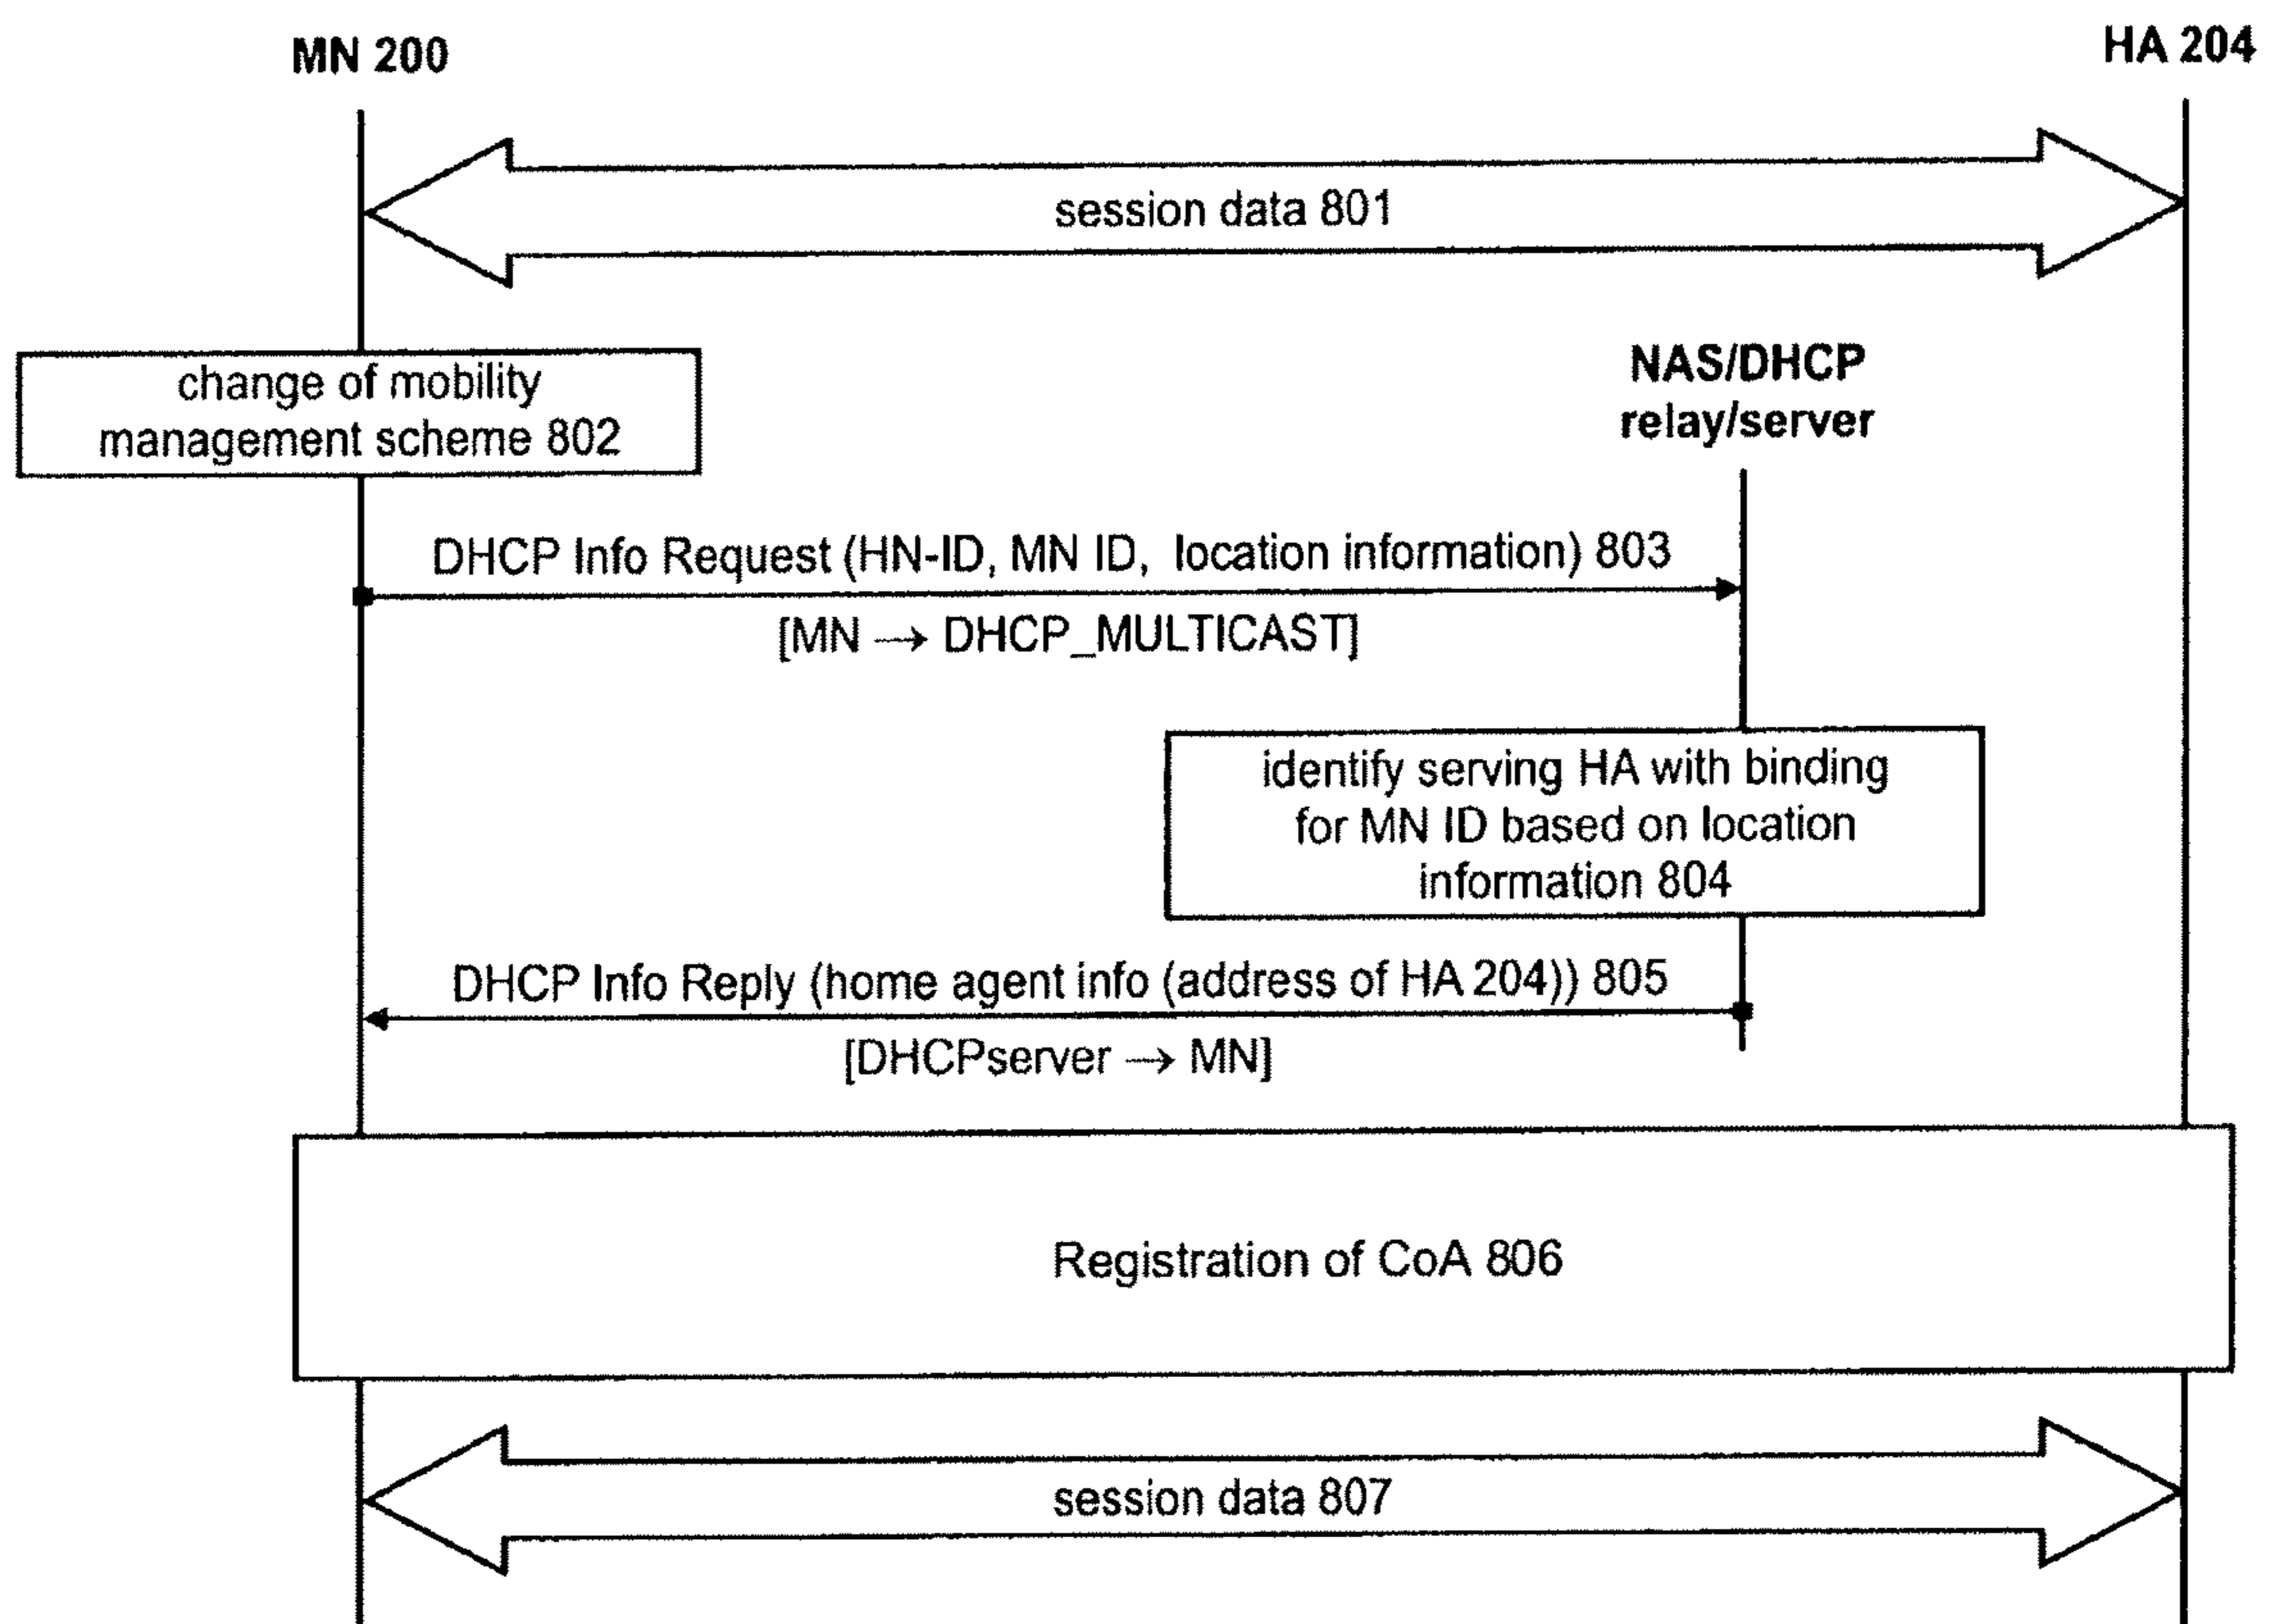 MN 200
HA 204
session data 801
change of mobility
management scheme 802
NAS/DHCP
relay/server
DHCP Info Request (HN-ID, MN ID, location information) 803
[MN → DHCP_MULTICAST]
identify serving HA with binding
for MN ID based on location
information 804
DHCP Info Reply (home agent info (address of HA 204)) 805
[DHCPserver → MN]
Registration of CoA 806
session data 807